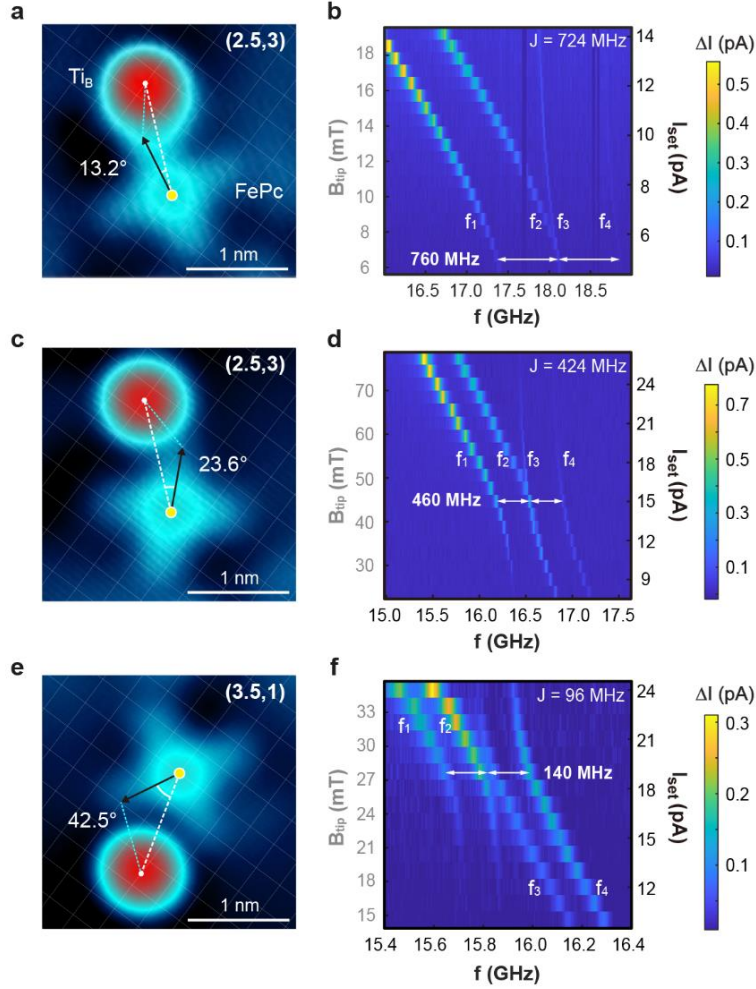 a
(2.5,3)
Ti_B
13.2°
FePc
1 nm
b
J = 724 MHz
18
16
14
12
10
8
6
B_tip (mT)
f₁
f₂
f₃
f₄
760 MHz
16.5
17.0
17.5
18.0
18.5
f (GHz)
14
12
10
8
6
I_set (pA)
ΔI (pA)
0.5
0.4
0.3
0.2
0.1
c
(2.5,3)
23.6°
1 nm
d
J = 424 MHz
70
60
50
40
30
B_tip (mT)
f₁
f₂
f₃
f₄
460 MHz
15.0
15.5
16.0
16.5
17.0
17.5
f (GHz)
24
21
18
15
12
9
I_set (pA)
ΔI (pA)
0.7
0.5
0.3
0.1
e
(3.5,1)
42.5°
1 nm
f
J = 96 MHz
33
30
27
24
21
18
15
B_tip (mT)
f₁
f₂
140 MHz
f₃
f₄
15.4
15.6
15.8
16.0
16.2
16.4
f (GHz)
24
21
18
15
12
I_set (pA)
ΔI (pA)
0.3
0.2
0.1